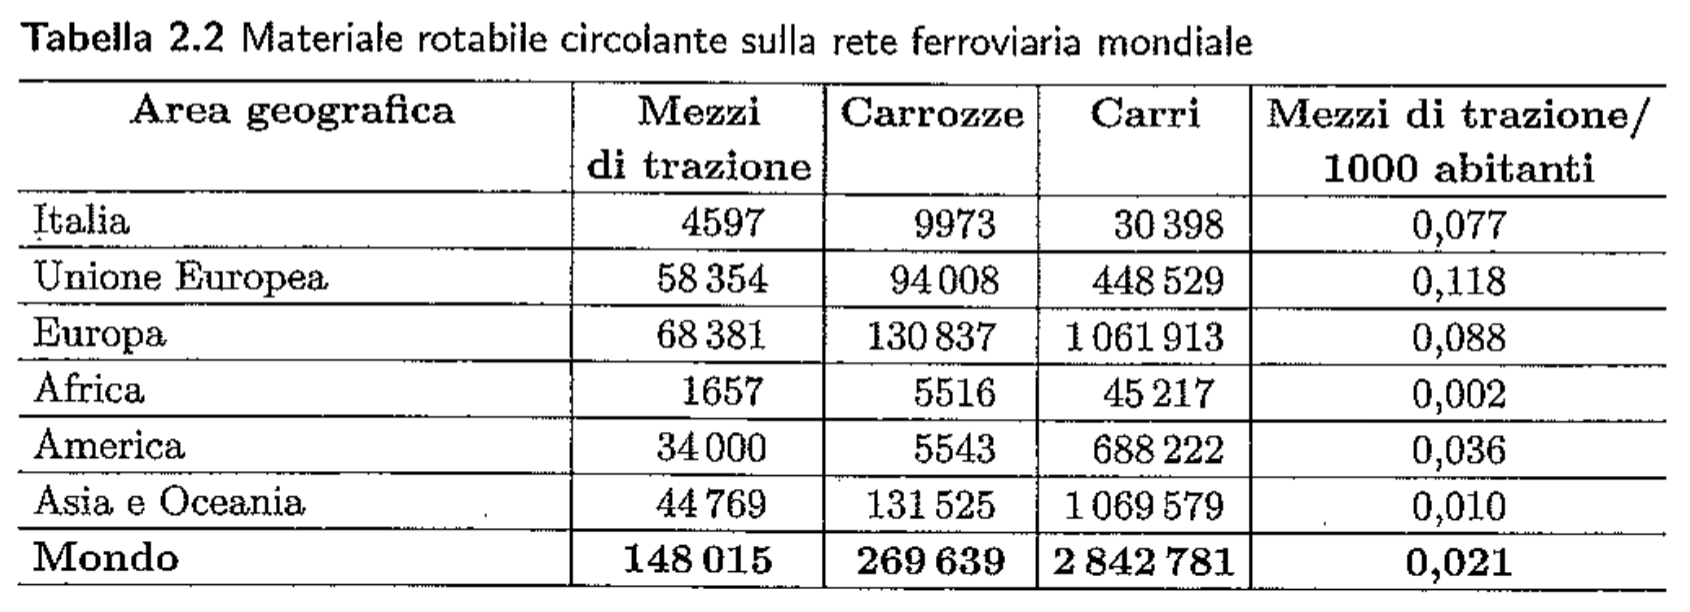 Tabella 2.2 Materiale rotabile circolante sulla rete ferroviaria mondiale
Area geografica Mezzi di trazione Carrozze Carri Mezzi di trazione/ 1000 abitanti
Italia 4597 9973 30 398 0,077
Unione Europea 58 354 94 008 448 529 0,118
Europa 68 381 130 837 1 061 913 0,088
Africa 1657 5516 45 217 0,002
America 34 000 5543 688 222 0,036
Asia e Oceania 44 769 131 525 1 069 579 0,010
Mondo 148 015 269 639 2 842 781 0,021